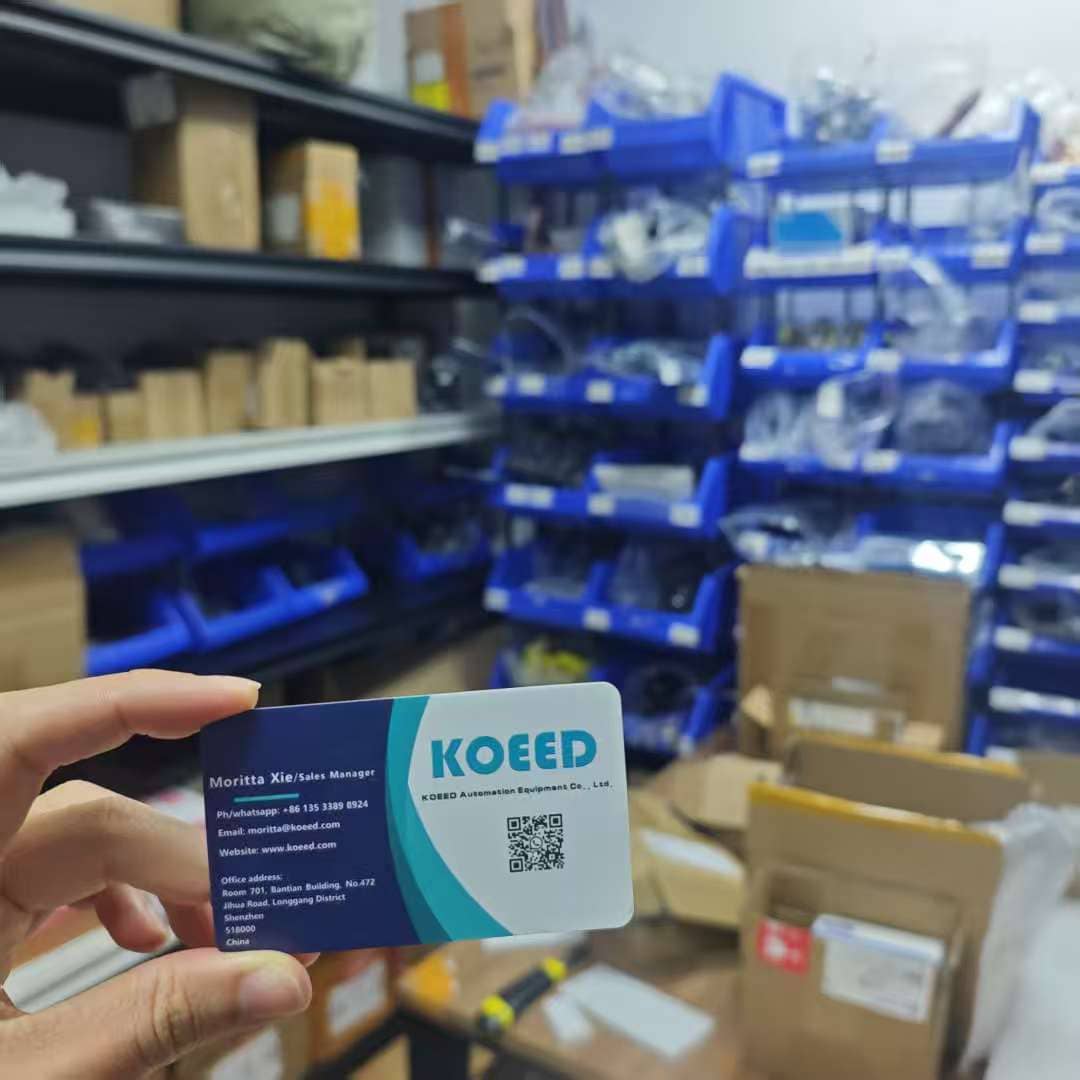 Moritta Xie/Sales Manager
Ph/whatsapp: +86 135 3389 8924
Email: moritta@koeed.com
Website: www.koeed.com
Office address:
Room 701, Bantian Building, No.472
Jihua Road, Longgang District
Shenzhen
518000
China
KOEED
KOEED Automation Equipment Co., Ltd.